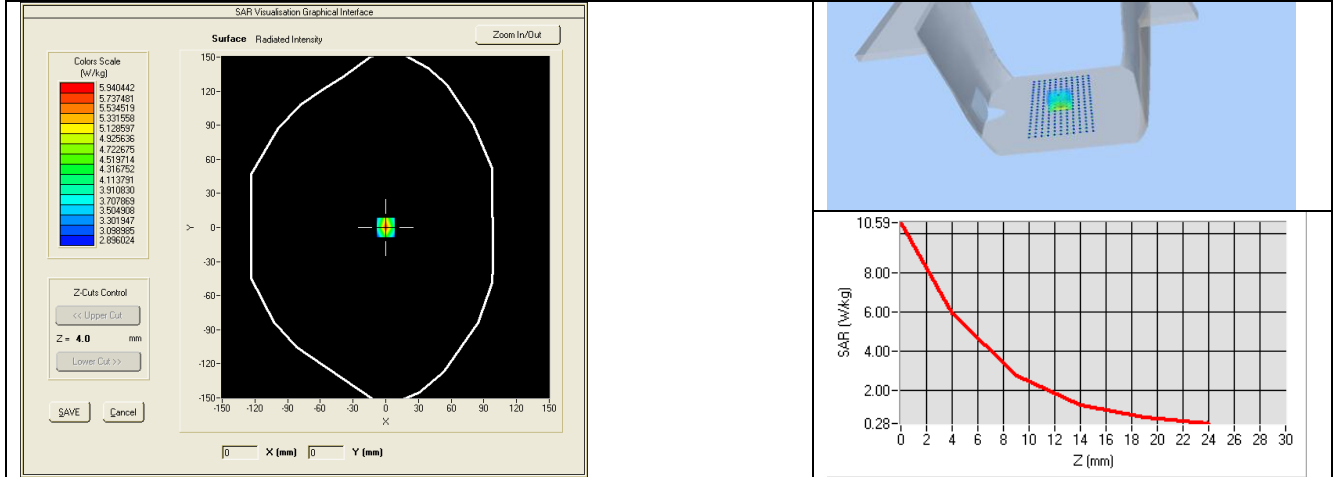 SAR Visualisation Graphical Interface
Surface Radiated Intensity
Zoom In/Out
Colors Scale
(W/kg)
5.940442
5.737481
5.534519
5.331558
5.128597
4.925636
4.722675
4.519714
4.316752
4.113791
3.910830
3.707869
3.504908
3.301947
3.098985
2.896024
Z-Cuts Control
<< Upper Cut
Z = 4.0 mm
Lower Cut >>
SAVE Cancel
150
120
90
60
30
0
-30
-60
-90
-120
-150
Y
-150 -120 -90 -60 -30 0 30 60 90 120 150
X
0 X (mm) 0 Y (mm)
10.59
8.00
6.00
4.00
2.00
0.28
SAR (W/kg)
0 2 4 6 8 10 12 14 16 18 20 22 24 26 28 30
Z (mm)